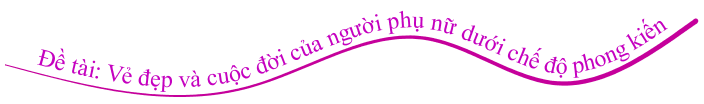 Đề tài: Vẻ đẹp và cuộc đời của người phụ nữ dưới chế độ phong kiến